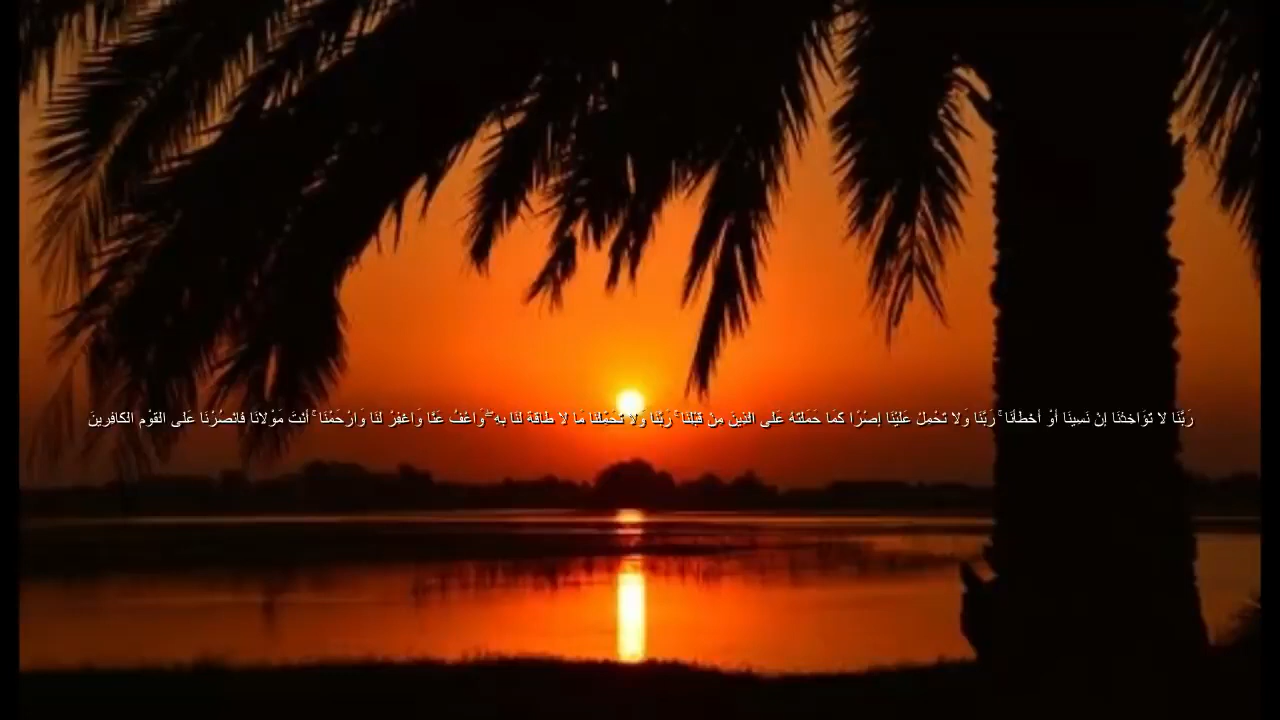 رَبَّنَا لَا تُؤَاخِذْنَا إِنْ نَسِينَا أَوْ أَخْطَأْنَا ۚ رَبَّنَا وَلَا تَحْمِلْ عَلَيْنَا إِصْرًا كَمَا حَمَلْتَهُ عَلَى الَّذِينَ مِنْ قَبْلِنَا ۚ رَبَّنَا وَلَا تُحَمِّلْنَا مَا لَا طَاقَةَ لَنَا بِهِ ۖ وَاعْفُ عَنَّا وَاغْفِرْ لَنَا وَارْحَمْنَا ۚ أَنْتَ مَوْلَانَا فَانْصُرْنَا عَلَى الْقَوْمِ الْكَافِرِينَ